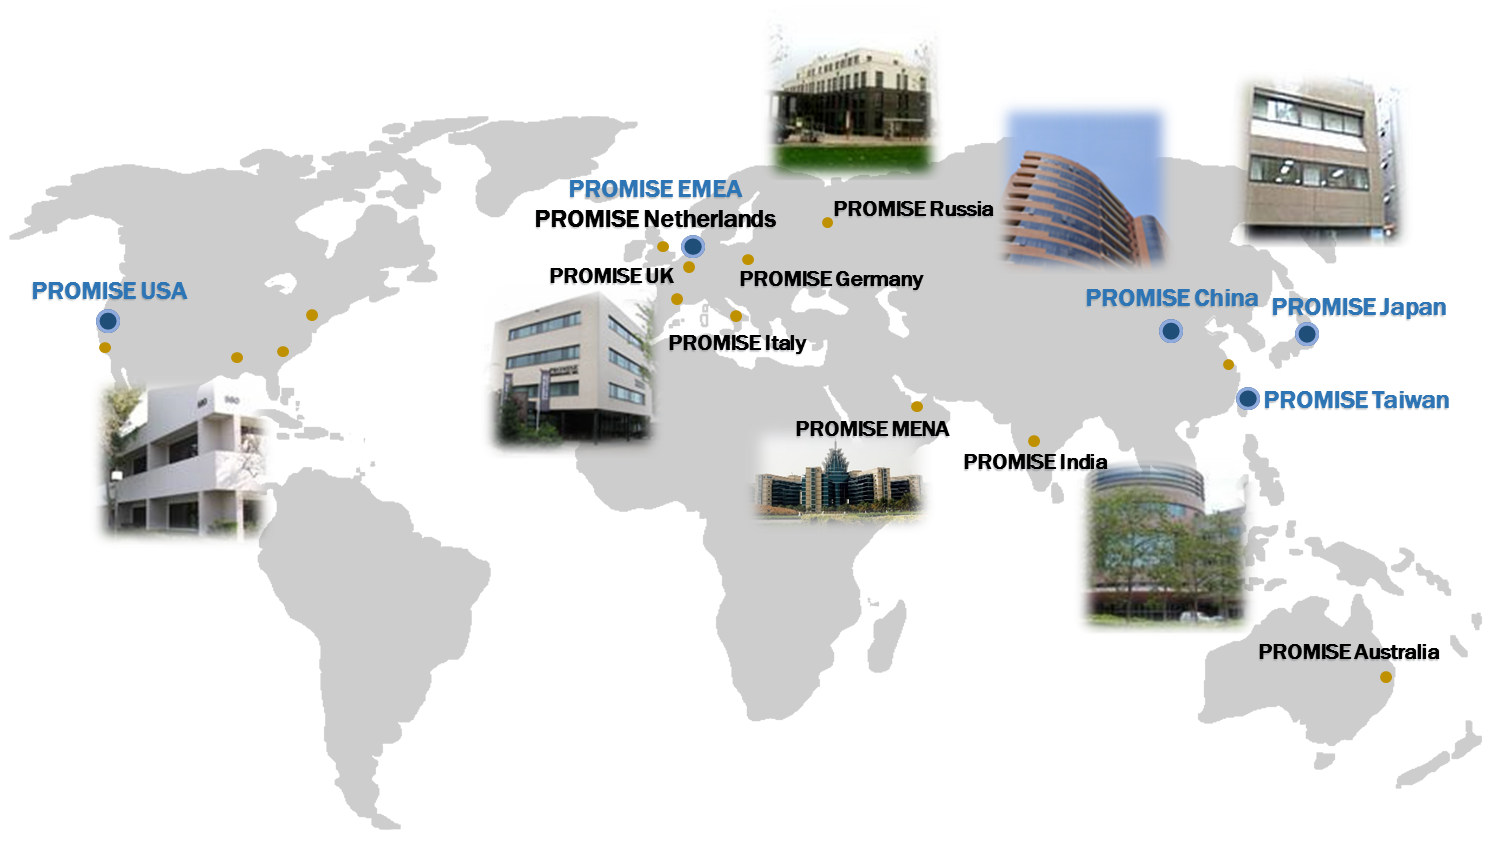 PROMISE EMEA
PROMISE Netherlands
PROMISE Russia
PROMISE UK
PROMISE Germany
PROMISE USA
PROMISE China
PROMISE Japan
PROMISE Italy
PROMISE Taiwan
PROMISE MENA
PROMISE India
PROMISE Australia